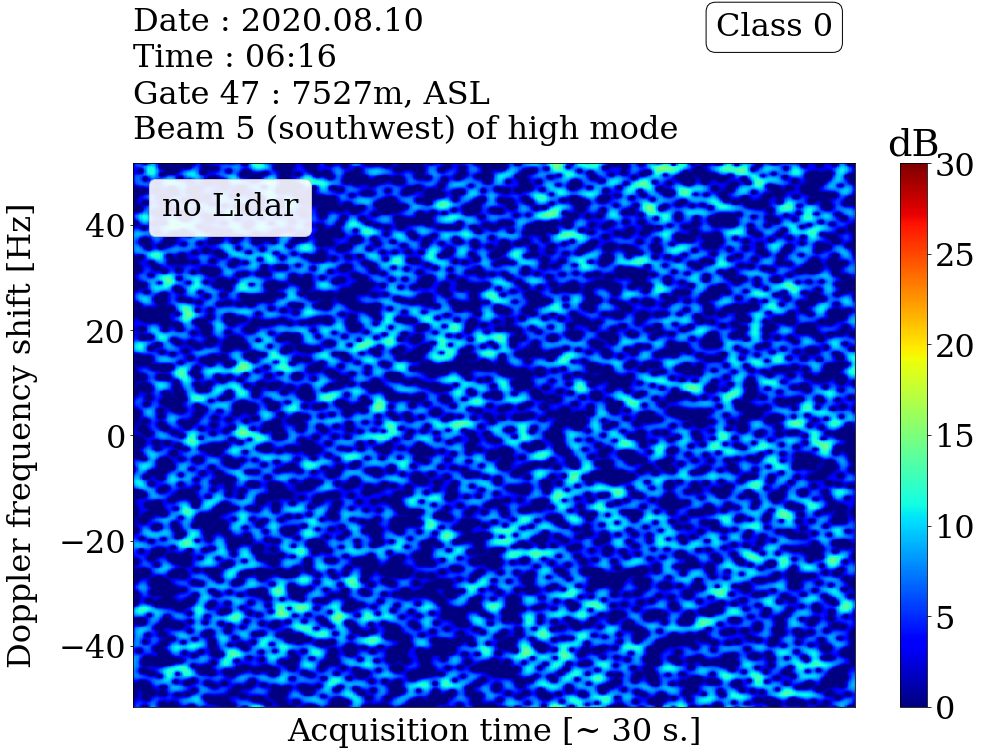 Date : 2020.08.10
Time : 06:16
Gate 47 : 7527m, ASL
Beam 5 (southwest) of high mode
Class 0
dB
no Lidar
Doppler frequency shift [Hz]
40
20
0
−20
−40
Acquisition time [~ 30 s.]
30
25
20
15
10
5
0